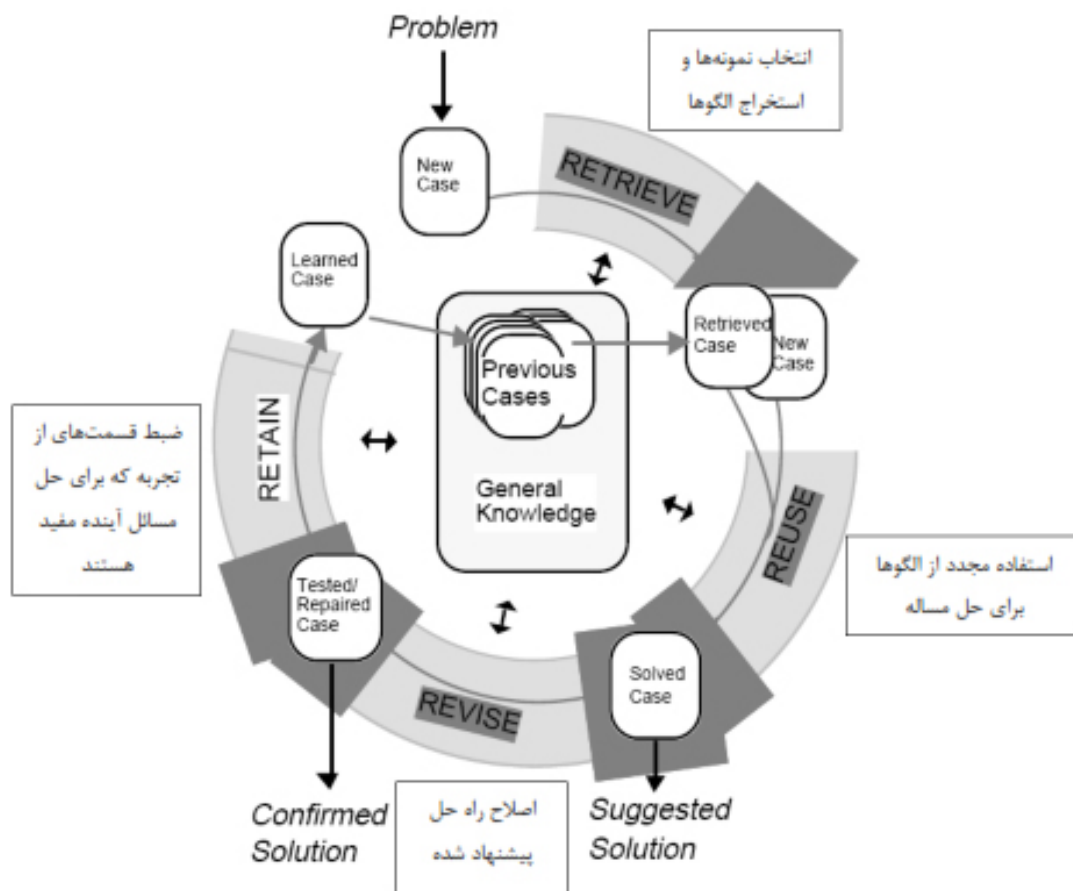 Problem
انتخاب نمونه‌ها و
استخراج الگوها
New
Case
RETRIEVE
Learned
Case
Retrieved
Case
New
Case
Previous
Cases
General
Knowledge
RETAIN
ضبط قسمت‌های از
تجربه که برای حل
مسائل آینده مفید
هستند
REUSE
استفاده مجدد از الگوها
برای حل مساله
Tested/
Repaired
Case
Solved
Case
REVISE
Confirmed
Solution
اصلاح راه حل
پیشنهاد شده
Suggested
Solution